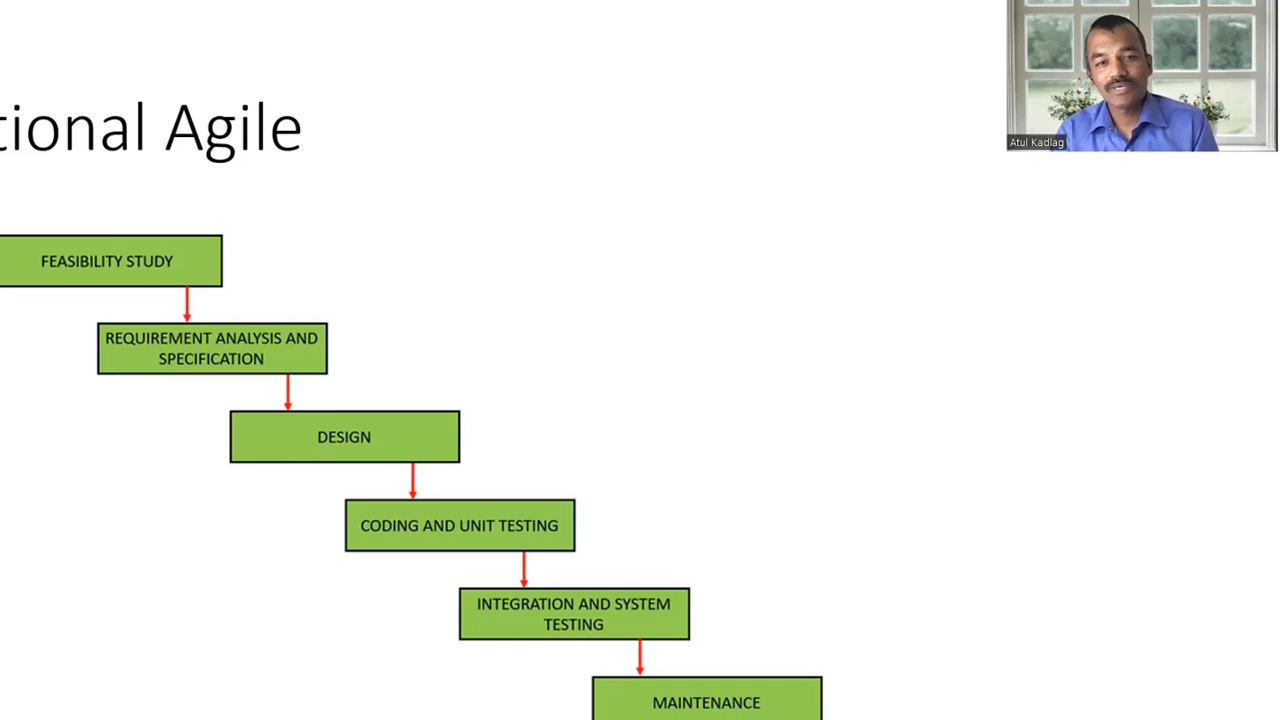 tional Agile
Atul Kadlag
FEASIBILITY STUDY
REQUIREMENT ANALYSIS AND
SPECIFICATION
DESIGN
CODING AND UNIT TESTING
INTEGRATION AND SYSTEM
TESTING
MAINTENANCE